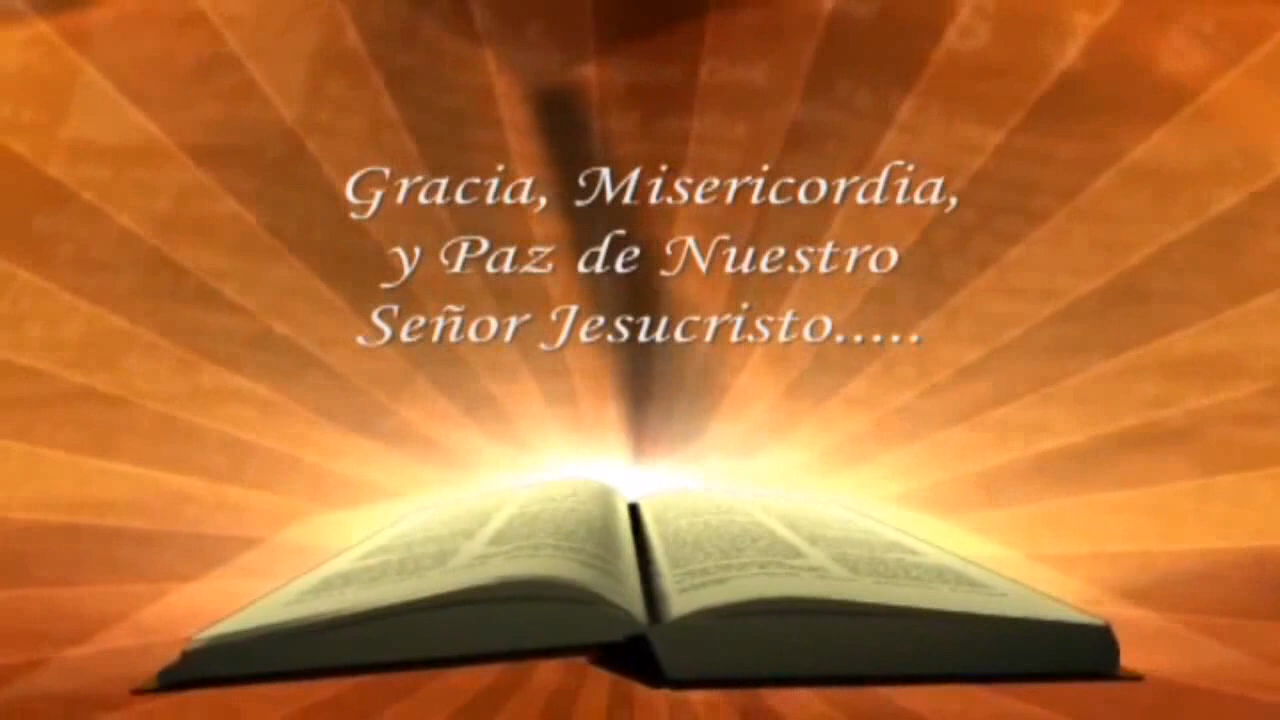 Gracia, Misericordia,
y Paz de Nuestro
Señor Jesucristo.....